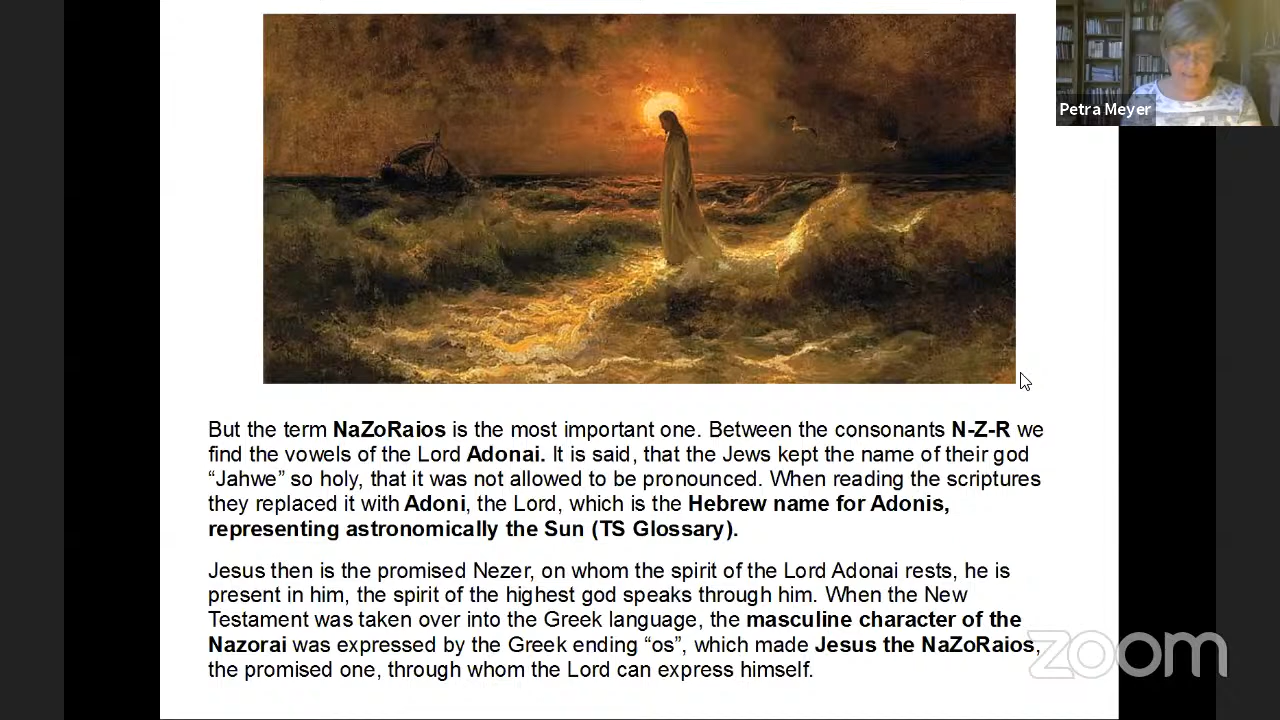 Petra Meyer
But the term NaZoRaios is the most important one. Between the consonants N-Z-R we
find the vowels of the Lord Adonai. It is said, that the Jews kept the name of their god
“Jahwe” so holy, that it was not allowed to be pronounced. When reading the scriptures
they replaced it with Adoni, the Lord, which is the Hebrew name for Adonis,
representing astronomically the Sun (TS Glossary).
Jesus then is the promised Nezer, on whom the spirit of the Lord Adonai rests, he is
present in him, the spirit of the highest god speaks through him. When the New
Testament was taken over into the Greek language, the masculine character of the
Nazorai was expressed by the Greek ending “os”, which made Jesus the NaZoRaios,
the promised one, through whom the Lord can express himself.
zoom